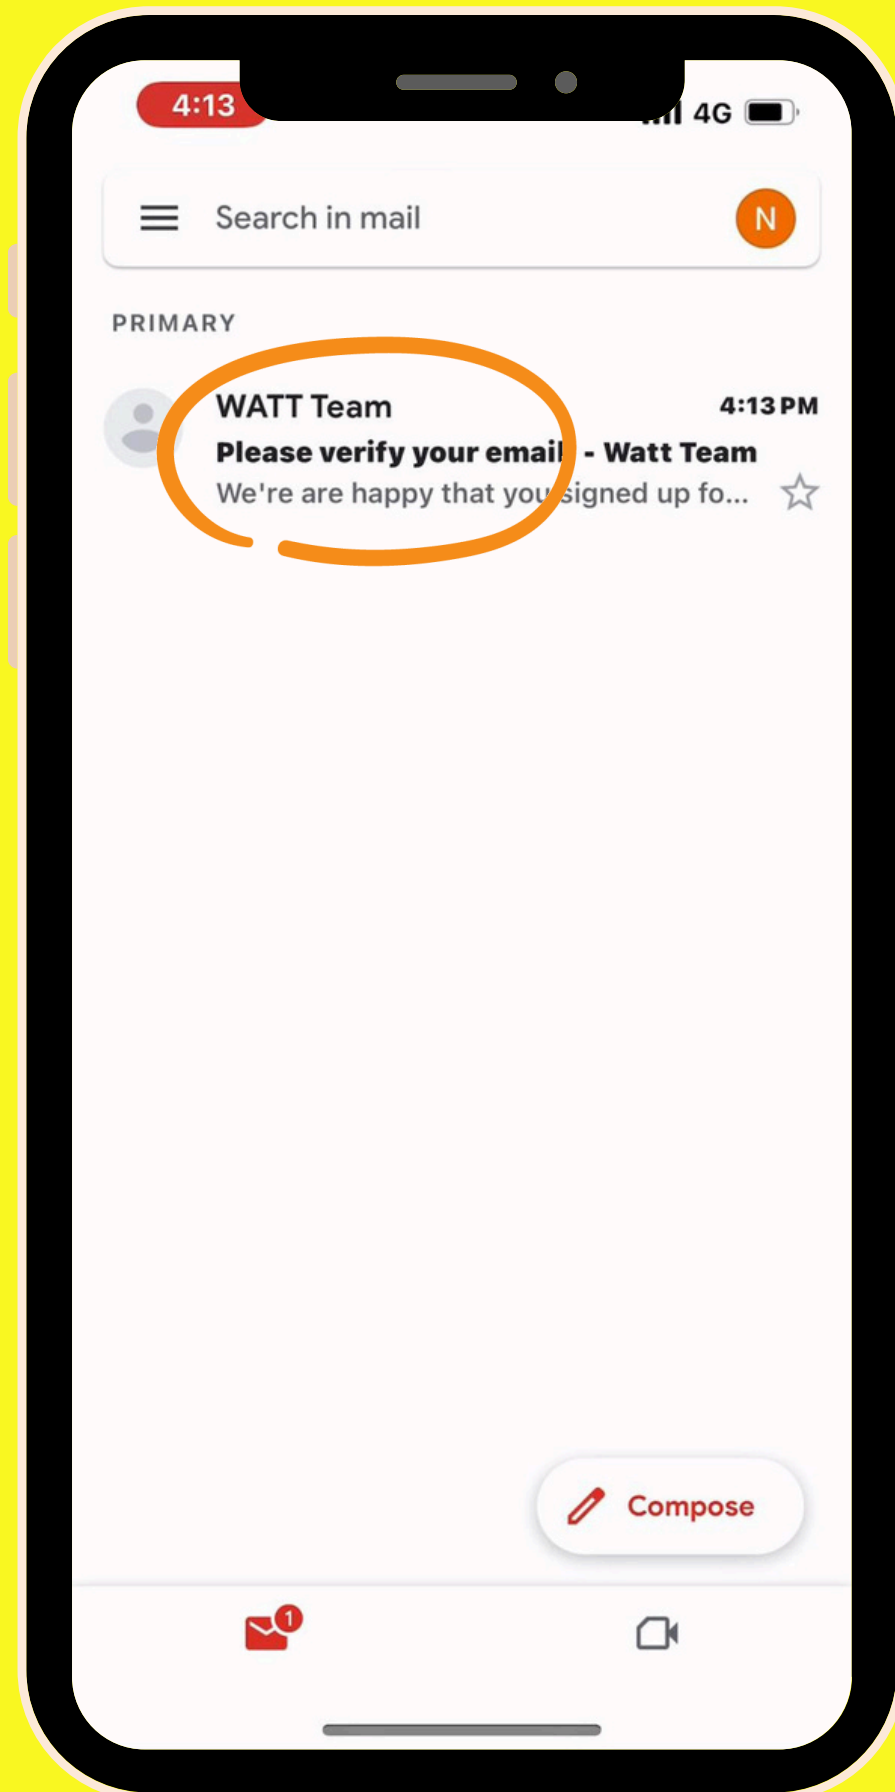 4:13
4G
Search in mail
N
PRIMARY
WATT Team
4:13 PM
Please verify your email - Watt Team
We're are happy that you signed up fo...
Compose
1